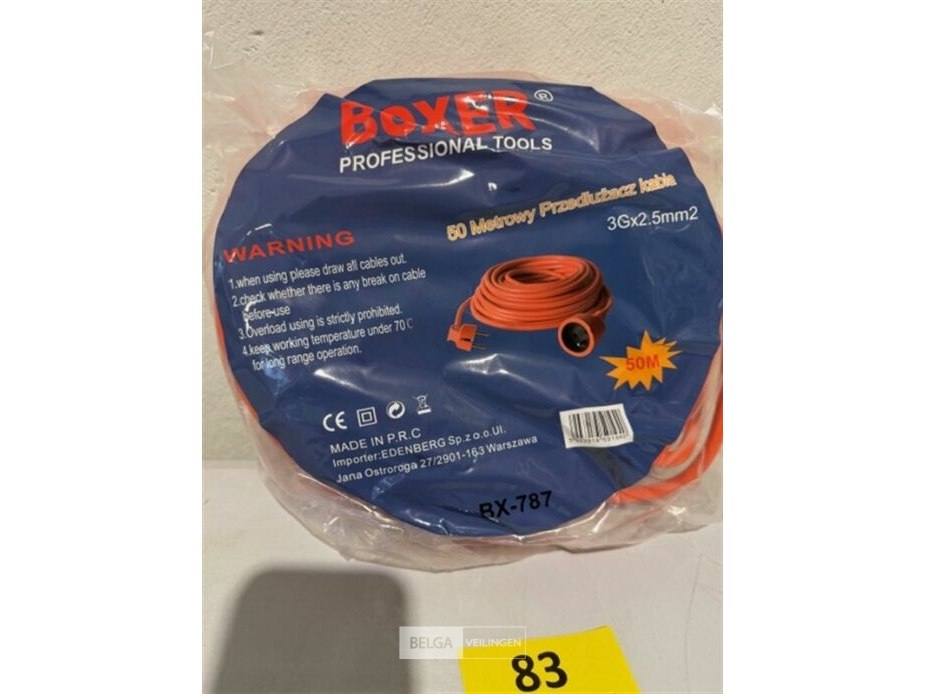 BOXER®
PROFESSIONAL TOOLS
50 Metrowy Przedłużacz kabla
3Gx2.5mm2
WARNING
1.when using please draw all cables out.
2.check whether there is any break on cable
before use
3.Overload using is strictly prohibited.
4.keep working temperature under 70℃
for long range operation.
50M
CE
MADE IN P.R.C
Importer:EDENBERG Sp.z o.o.Ul.
Jana Ostroroga 27/2901-163 Warszawa
BX-787
BELGA VEILINGEN
83